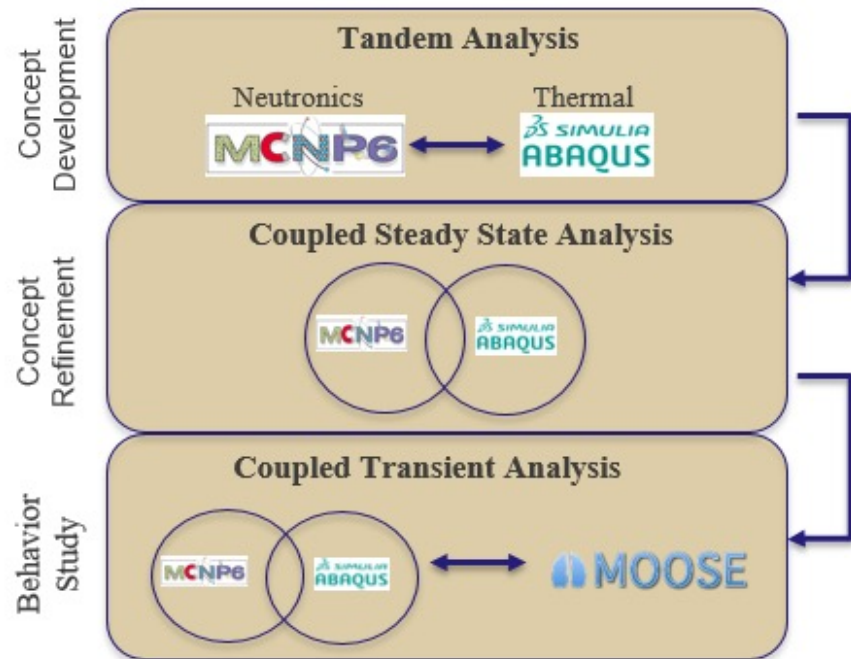 Concept
Development
Tandem Analysis
Neutronics
Thermal
MCNP6
SIMULIA
ABAQUS
Concept
Refinement
Coupled Steady State Analysis
MCNP6
SIMULIA
ABAQUS
Behavior
Study
Coupled Transient Analysis
MCNP6
SIMULIA
ABAQUS
MOOSE